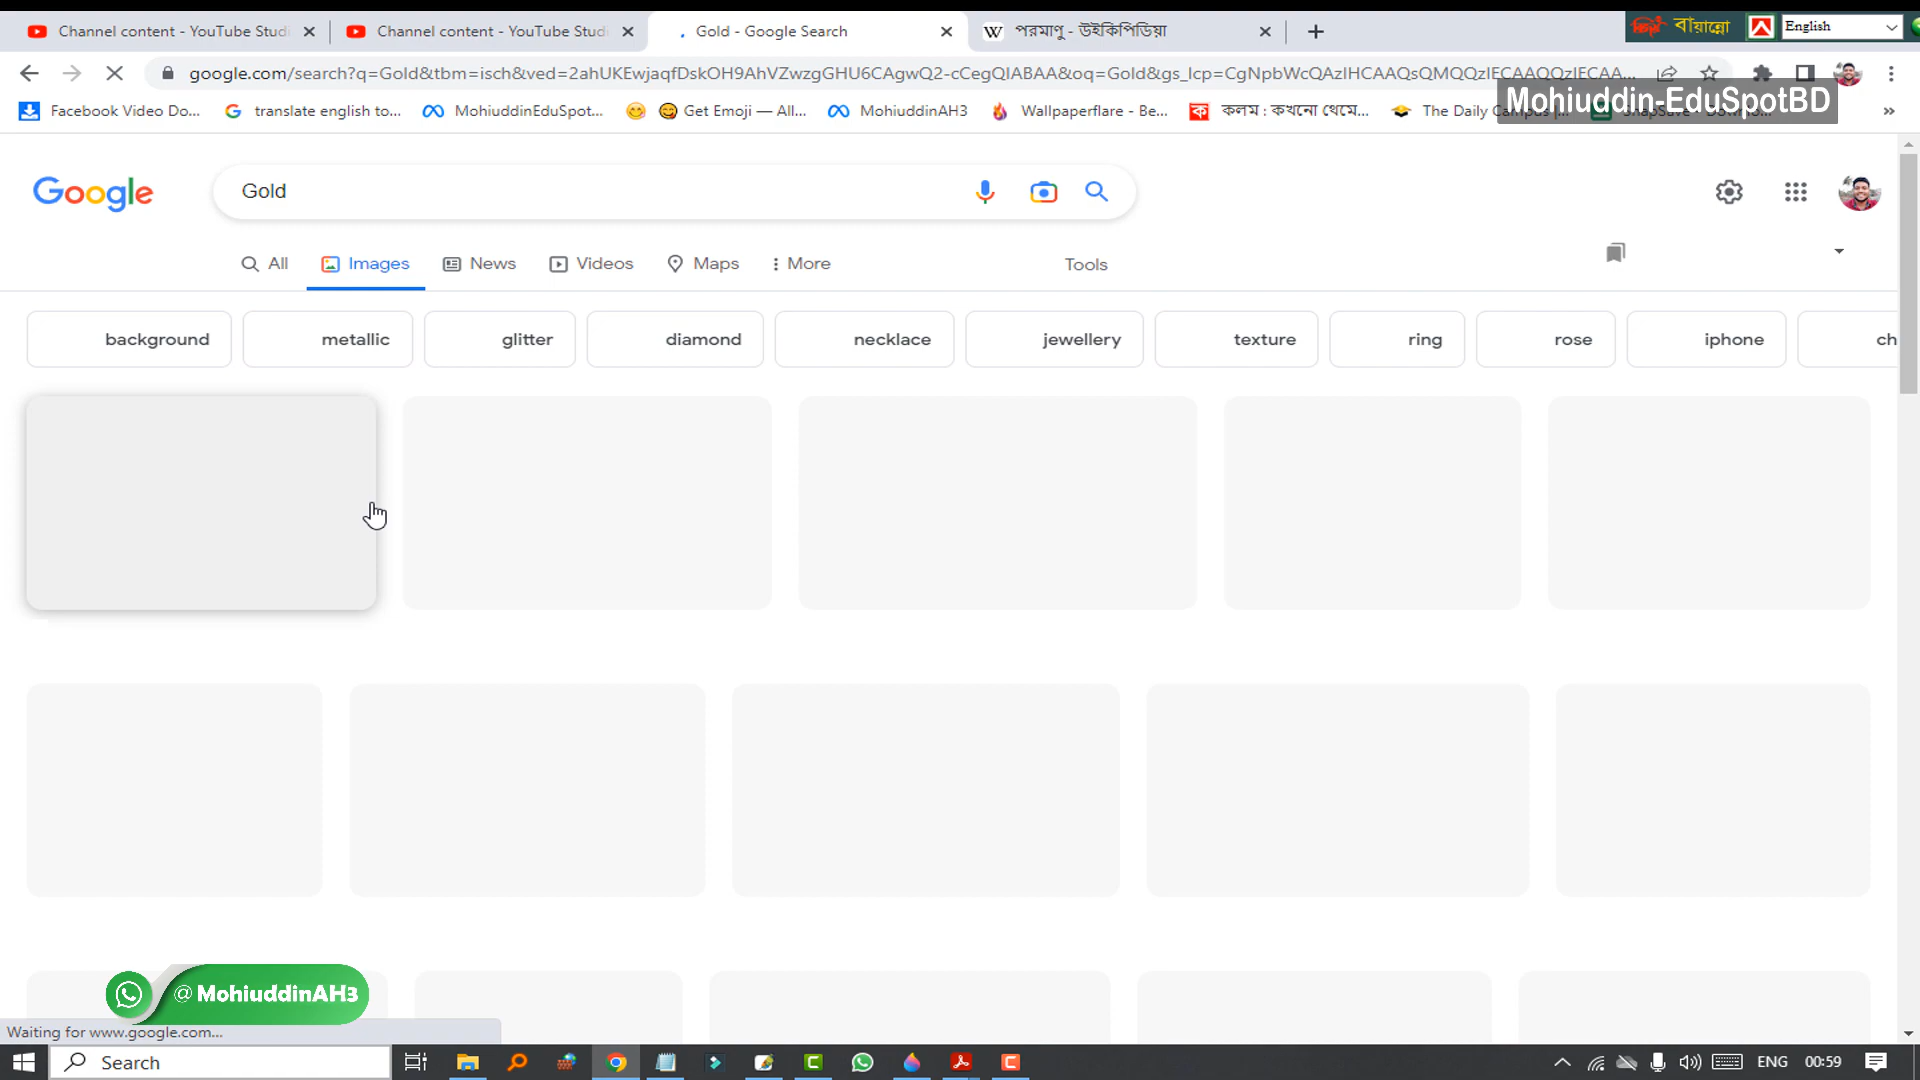 Channel content - YouTube Studi
Channel content - YouTube Studi
Gold - Google Search
পরমাণু - উইকিপিডিয়া
বায়ান্নো
English
google.com/search?q=Gold&tbm=isch&ved=2ahUKEwjaqfDskOH9AhVZwzgGHU6CAgwQ2-cCegQIABAA&oq=Gold&gs_lcp=CgNpbWcQAzIHCAAQsQMQQzIECAAQQzIECAA...
Facebook Video Do...
translate english to...
MohiuddinEduSpot...
Get Emoji — All...
MohiuddinAH3
Wallpaperflare - Be...
কলম : কখনো থেমে...
The Daily Campus |...
Mohiuddin-EduSpotBD
Google
Gold
All
Images
News
Videos
Maps
More
Tools
background
metallic
glitter
diamond
necklace
jewellery
texture
ring
rose
iphone
ch
@ MohiuddinAH3
Waiting for www.google.com...
Search
ENG
00:59